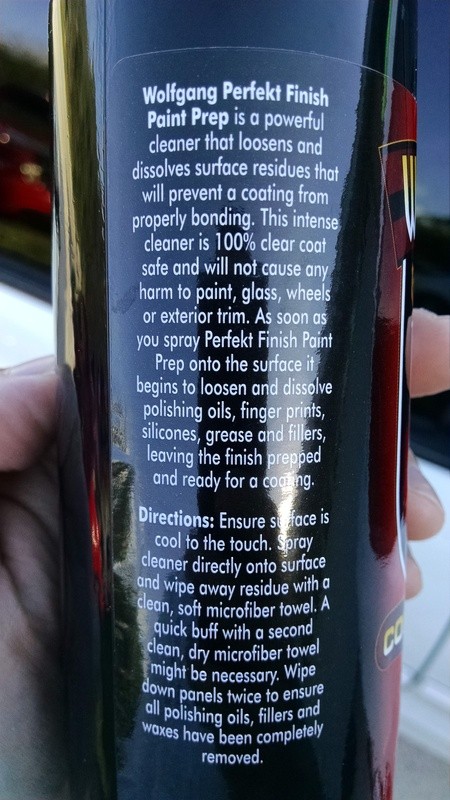 Wolfgang Perfekt Finish
Paint Prep is a powerful
cleaner that loosens and
dissolves surface residues that
will prevent a coating from
properly bonding. This intense
cleaner is 100% clear coat
safe and will not cause any
harm to paint, glass, wheels
or exterior trim. As soon as
you spray Perfekt Finish Paint
Prep onto the surface it
begins to loosen and dissolve
polishing oils, finger prints,
silicones, grease and fillers,
leaving the finish prepped
and ready for a coating.
Directions: Ensure surface is
cool to the touch. Spray
cleaner directly onto surface
and wipe away residue with a
clean, soft microfiber towel. A
quick buff with a second
clean, dry microfiber towel
might be necessary. Wipe
down panels twice to ensure
all polishing oils, fillers and
waxes have been completely
removed.